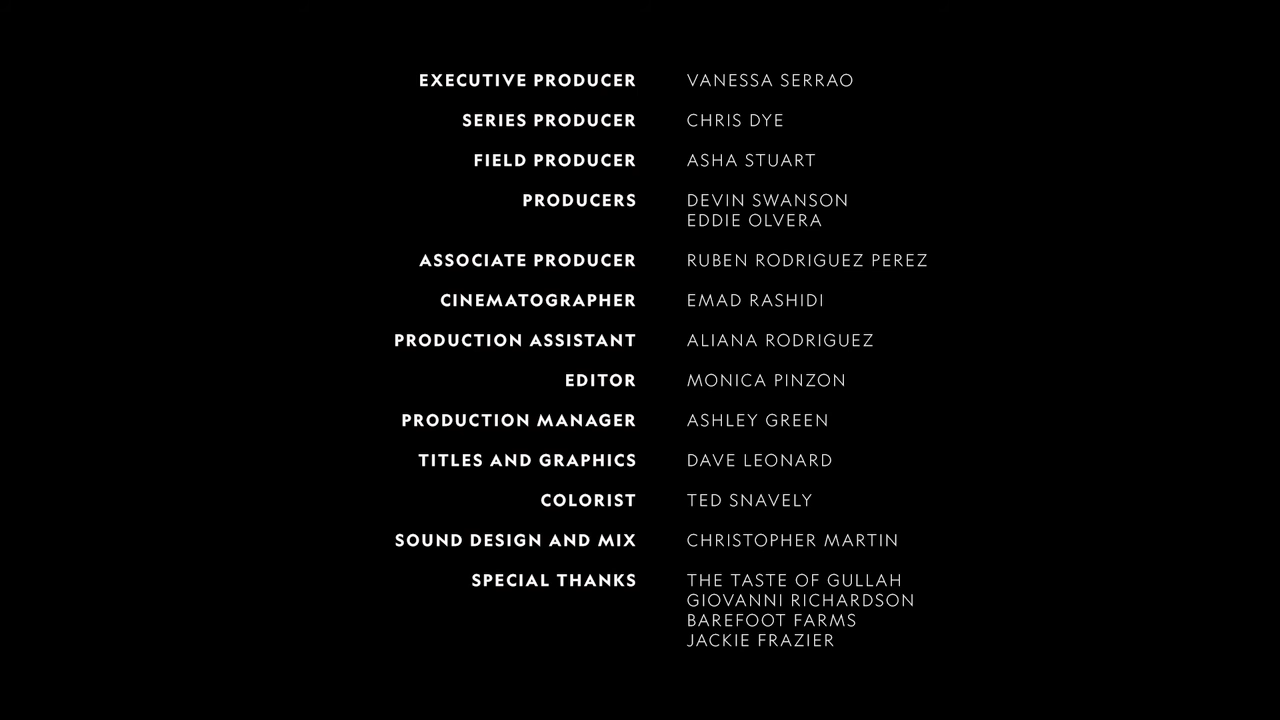 EXECUTIVE PRODUCER VANESSA SERRAO
SERIES PRODUCER CHRIS DYE
FIELD PRODUCER ASHA STUART
PRODUCERS DEVIN SWANSON
EDDIE OLVERA
ASSOCIATE PRODUCER RUBEN RODRIGUEZ PEREZ
CINEMATOGRAPHER EMAD RASHIDI
PRODUCTION ASSISTANT ALIANA RODRIGUEZ
EDITOR MONICA PINZON
PRODUCTION MANAGER ASHLEY GREEN
TITLES AND GRAPHICS DAVE LEONARD
COLORIST TED SNAVELY
SOUND DESIGN AND MIX CHRISTOPHER MARTIN
SPECIAL THANKS THE TASTE OF GULLAH
GIOVANNI RICHARDSON
BAREFOOT FARMS
JACKIE FRAZIER